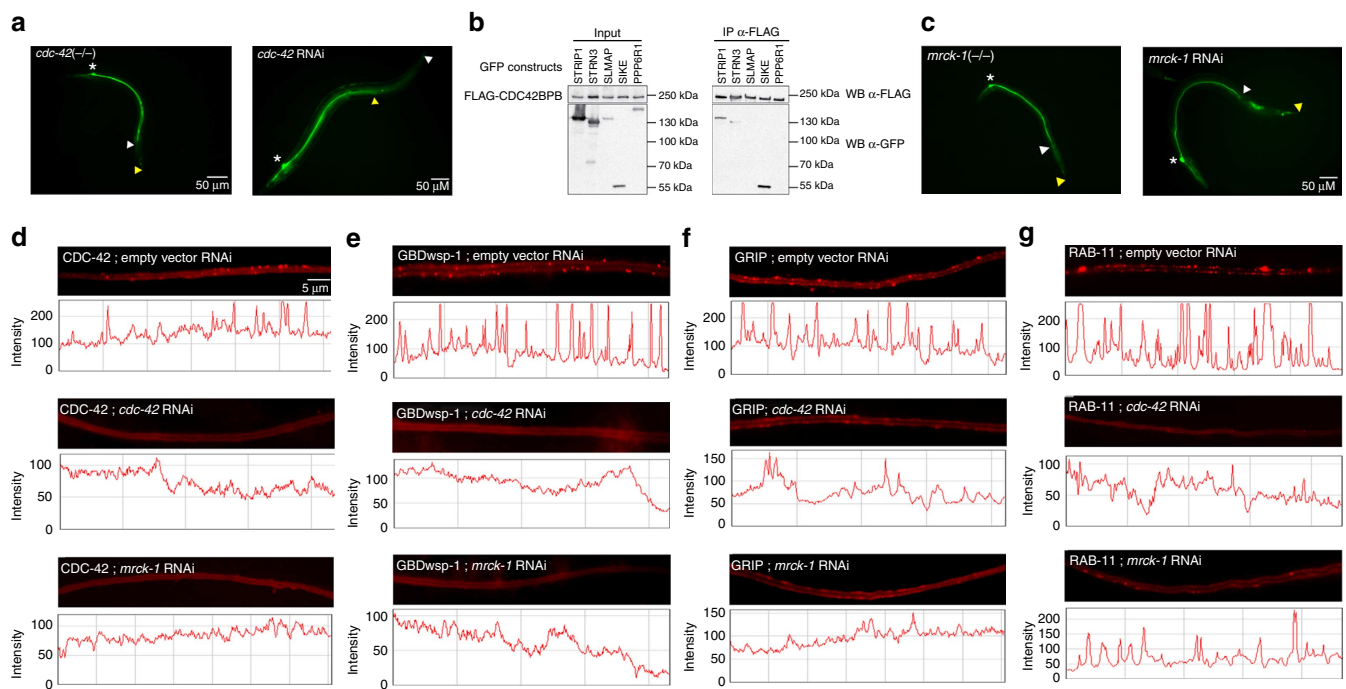 a
cdc-42(–/–)
*
50 µm
cdc-42 RNAi
*
50 µM
b
Input
IP α-FLAG
GFP constructs
STRIP1
STRN3
SLMAP
SIKE
PPP6R1
STRIP1
STRN3
SLMAP
SIKE
PPP6R1
FLAG-CDC42BPB
250 kDa
130 kDa
100 kDa
70 kDa
55 kDa
250 kDa
130 kDa
100 kDa
70 kDa
55 kDa
WB α-FLAG
WB α-GFP
c
mrck-1(–/–)
*
mrck-1 RNAi
*
50 µM
d
CDC-42 ; empty vector RNAi
5 µm
Intensity
200
100
0
CDC-42 ; cdc-42 RNAi
Intensity
100
50
0
CDC-42 ; mrck-1 RNAi
Intensity
100
50
0
e
GBDwsp-1 ; empty vector RNAi
Intensity
200
100
0
GBDwsp-1 ; cdc-42 RNAi
Intensity
100
50
0
GBDwsp-1 ; mrck-1 RNAi
Intensity
100
50
0
f
GRIP ; empty vector RNAi
Intensity
200
100
0
GRIP; cdc-42 RNAi
Intensity
150
100
50
0
GRIP ; mrck-1 RNAi
Intensity
150
100
50
0
g
RAB-11 ; empty vector RNAi
Intensity
200
100
0
RAB-11 ; cdc-42 RNAi
Intensity
100
50
0
RAB-11 ; mrck-1 RNAi
Intensity
200
150
100
50
0